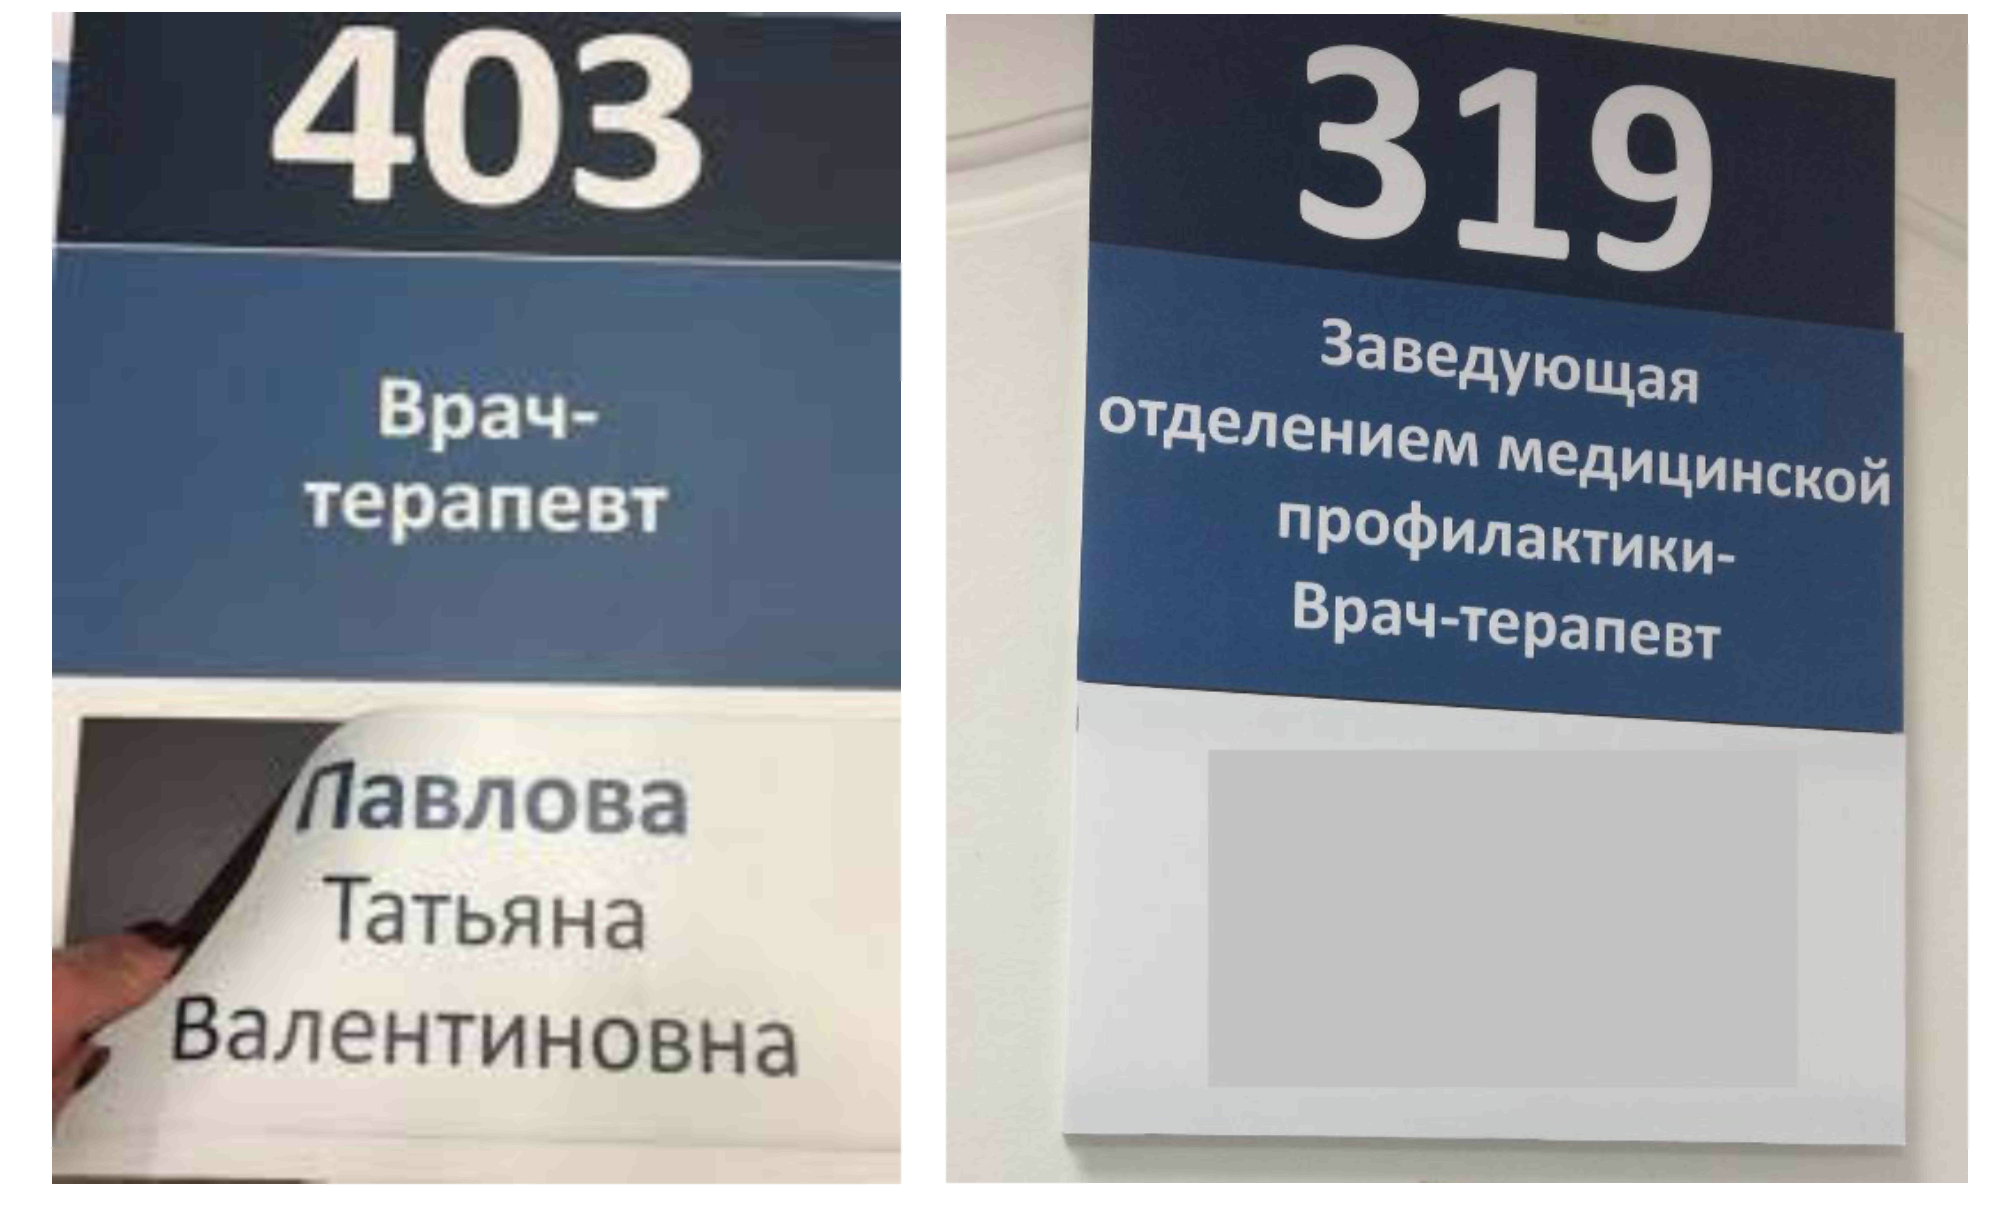 403
Врач-
терапевт
Павлова
Татьяна
Валентиновна
319
Заведующая
отделением медицинской
профилактики-
Врач-терапевт